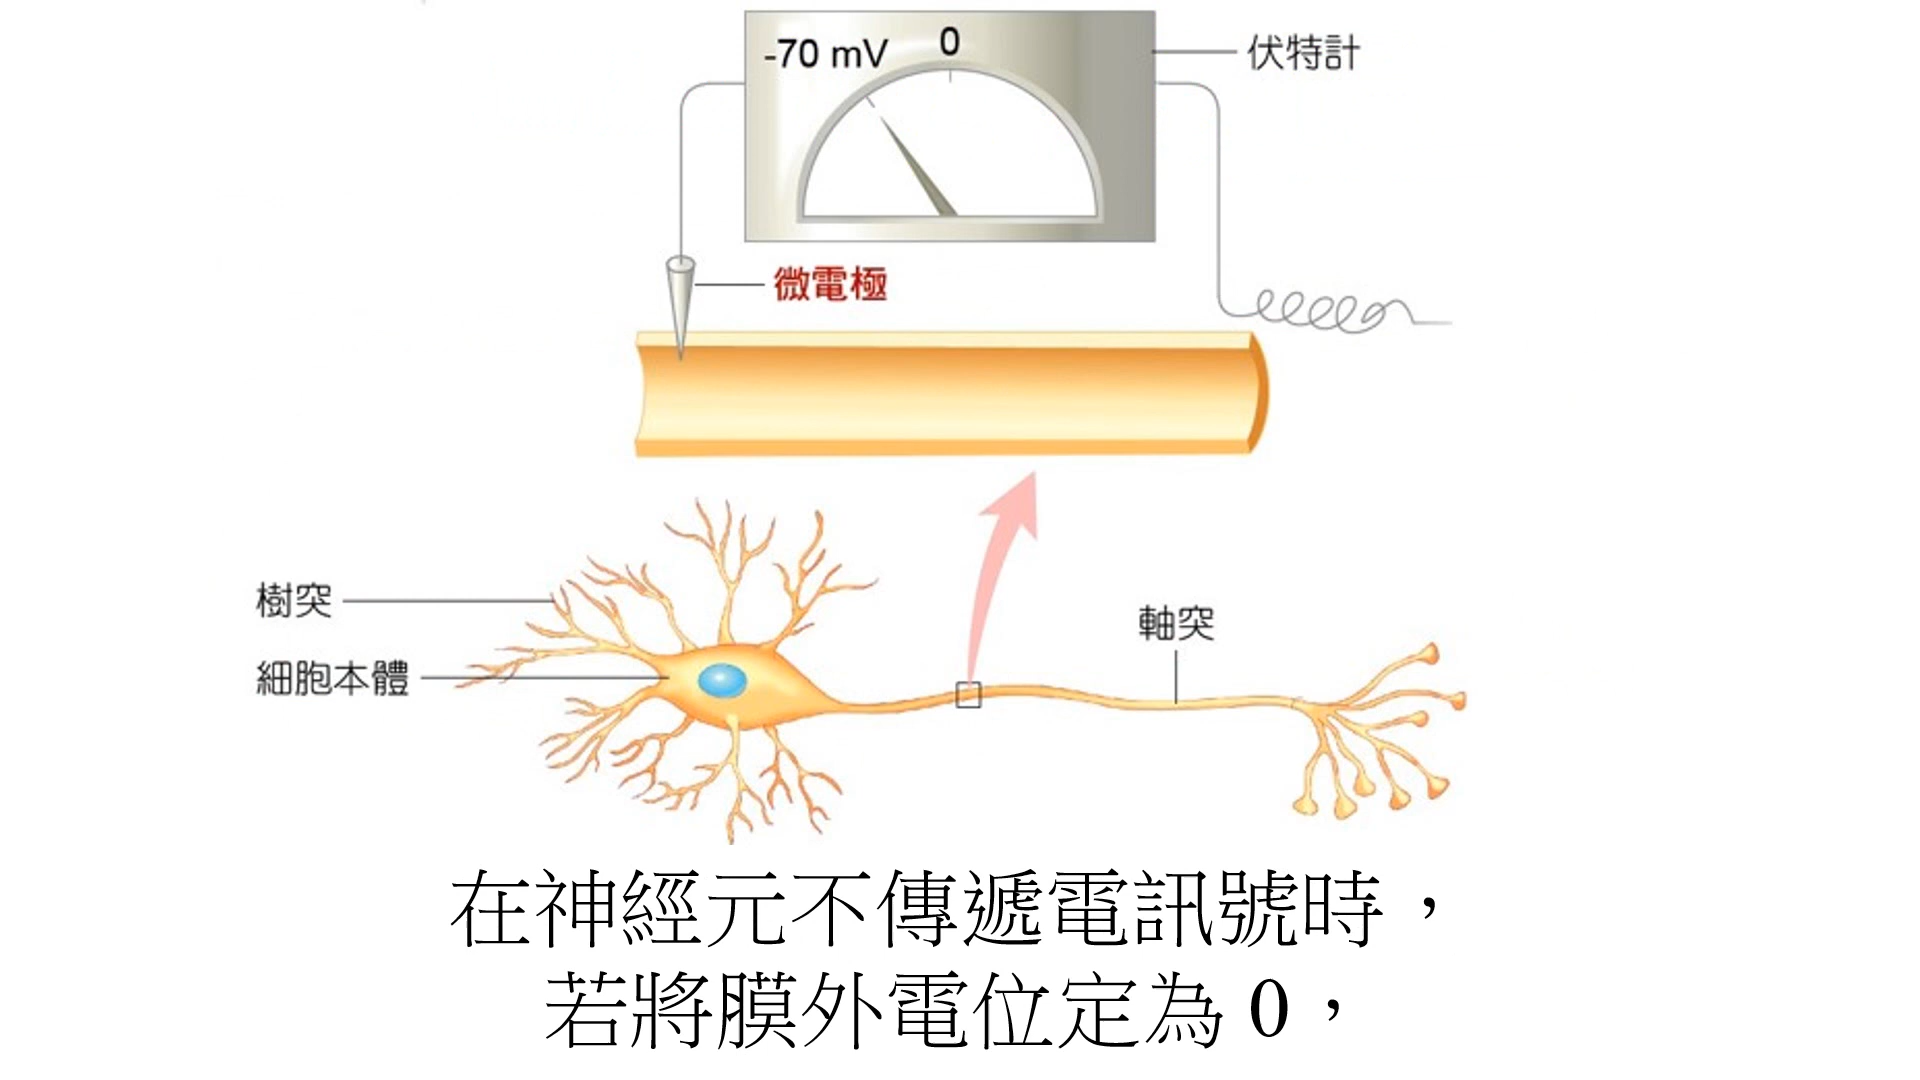 -70 mV
0
伏特計
微電極
樹突
軸突
細胞本體
在神經元不傳遞電訊號時，
若將膜外電位定為 0，